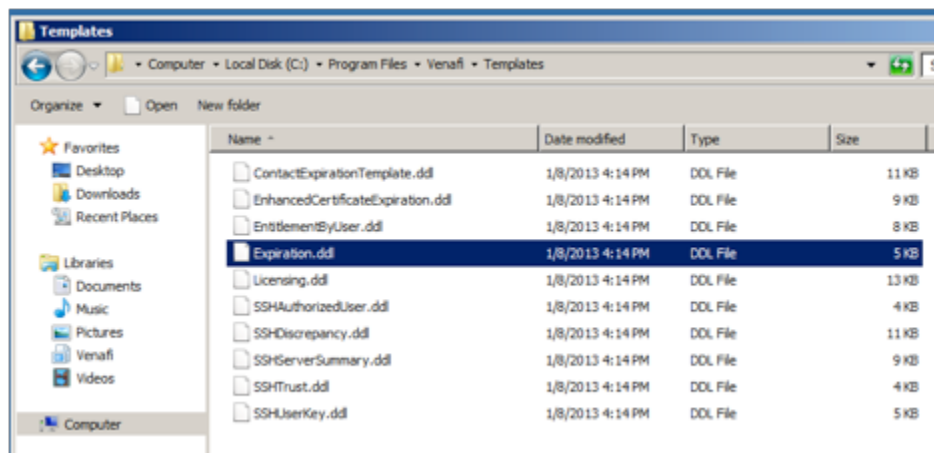 Templates
Computer Local Disk (C:) Program Files Venafi Templates
Organize Open New folder
Favorites
Desktop
Downloads
Recent Places
Libraries
Documents
Music
Pictures
Venafi
Videos
Computer
Name Date modified Type Size
ContactExpirationTemplate.ddl 1/8/2013 4:14 PM DDL File 11 KB
EnhancedCertificateExpiration.ddl 1/8/2013 4:14 PM DDL File 9 KB
EntitlementByUser.ddl 1/8/2013 4:14 PM DDL File 8 KB
Expiration.ddl 1/8/2013 4:14 PM DDL File 5 KB
Licensing.ddl 1/8/2013 4:14 PM DDL File 13 KB
SSHAuthorizedUser.ddl 1/8/2013 4:14 PM DDL File 4 KB
SSHDiscrepancy.ddl 1/8/2013 4:14 PM DDL File 11 KB
SSHServerSummary.ddl 1/8/2013 4:14 PM DDL File 9 KB
SSHTrust.ddl 1/8/2013 4:14 PM DDL File 4 KB
SSHUserKey.ddl 1/8/2013 4:14 PM DDL File 5 KB